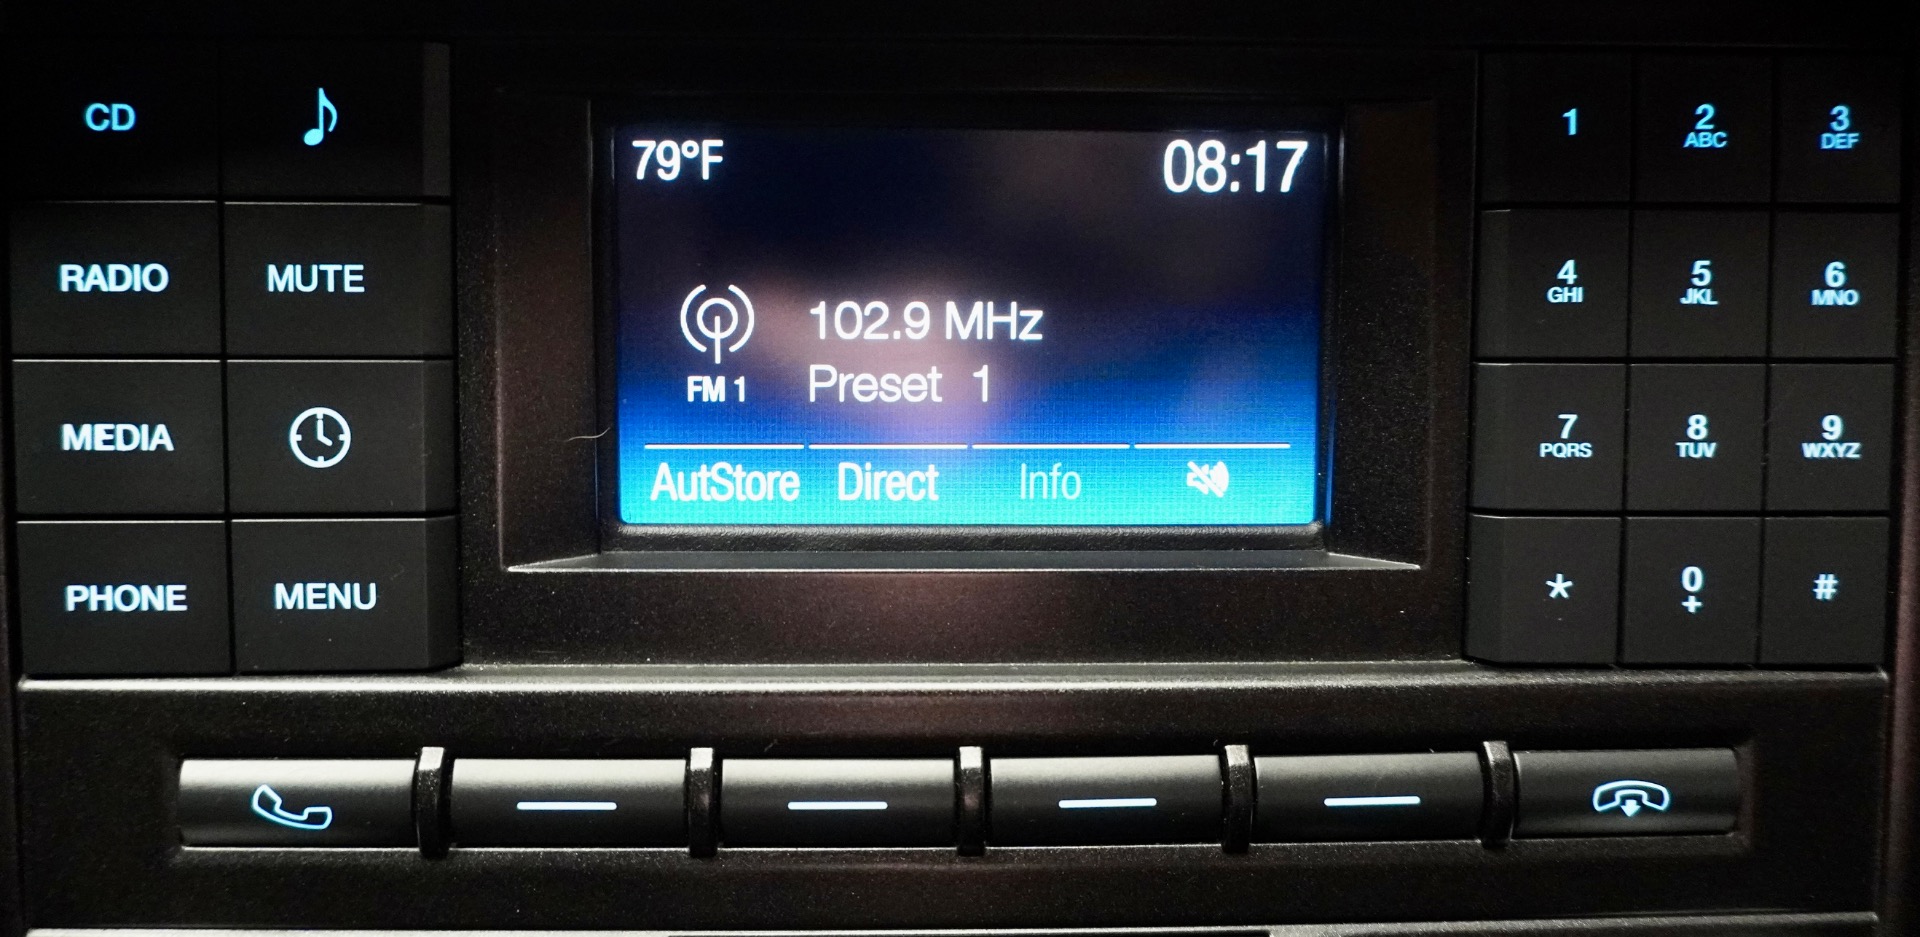 CD
RADIO MUTE
MEDIA
PHONE MENU
79°F 08:17
102.9 MHz
FM 1 Preset 1
AutStore Direct Info
1 2 3
ABC DEF
4 5 6
GHI JKL MNO
7 8 9
PQRS TUV WXYZ
* 0 #
+